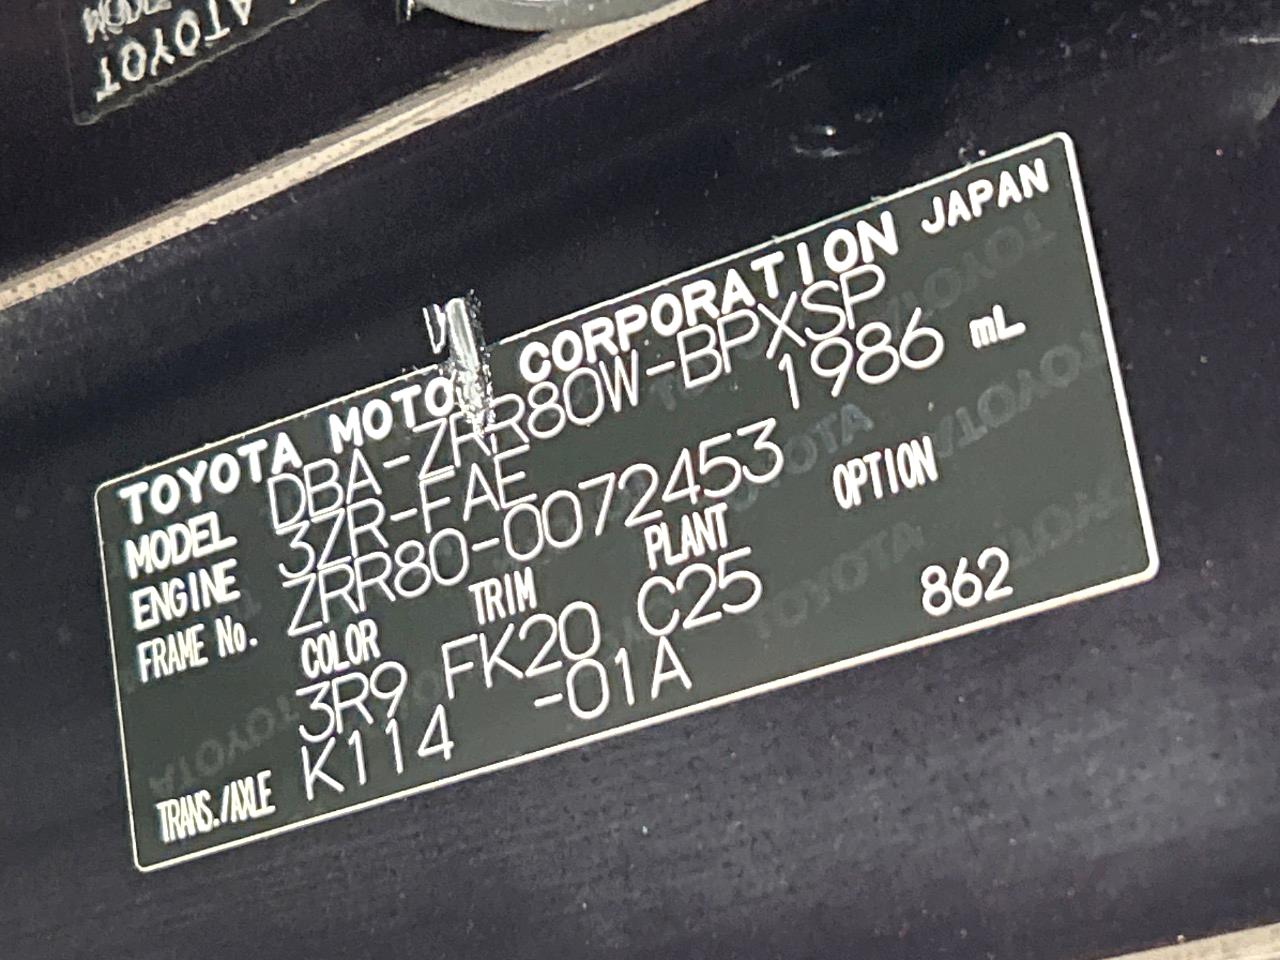 TOYOTA MOTOR CORPORATION JAPAN
MODEL DBA-ZRR80W-BPXSP
ENGINE 3ZR-FAE 1986 mL
FRAME No. ZRR80-0072453
COLOR TRIM PLANT OPTION
3R9 FK20 C25 862
TRANS./AXLE K114 -01A